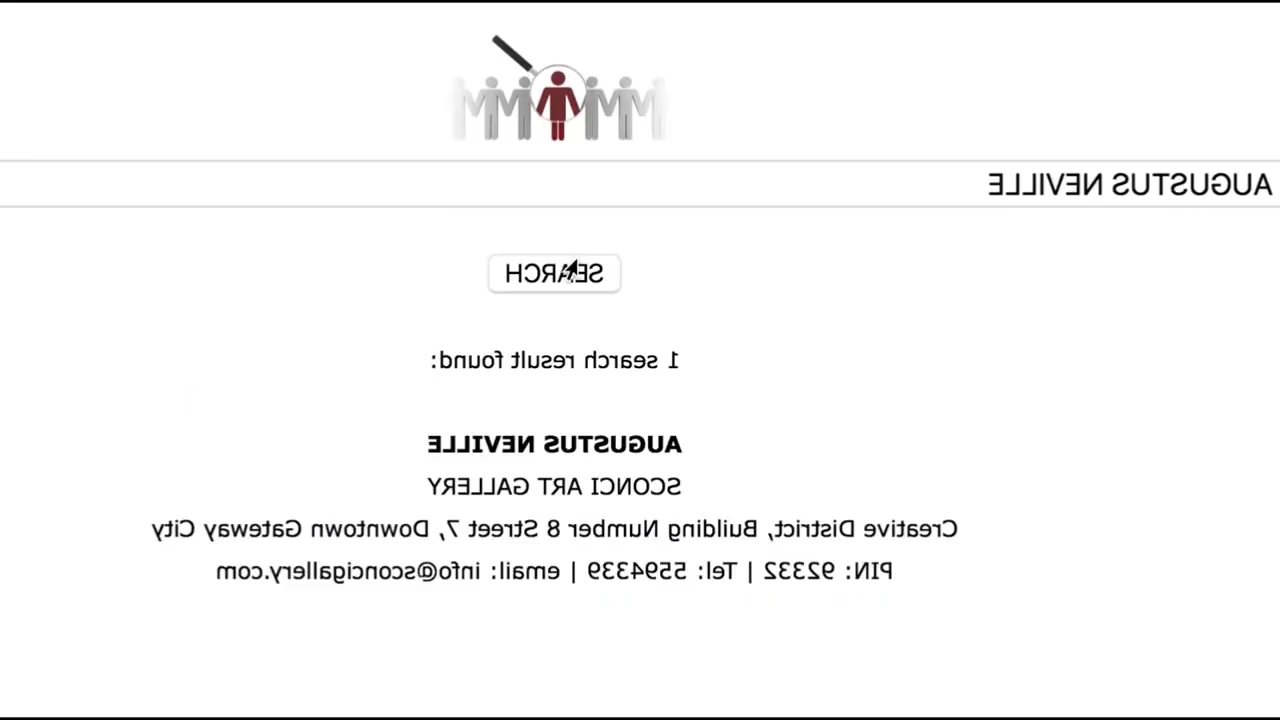 AUGUSTUS NEVILLE
SEARCH
1 search result found:
AUGUSTUS NEVILLE
SCONCI ART GALLERY
Creative District, Building Number 8 Street 7, Downtown Gateway City
PIN: 92332 | Tel: 5594339 | email: info@sconcigallery.com